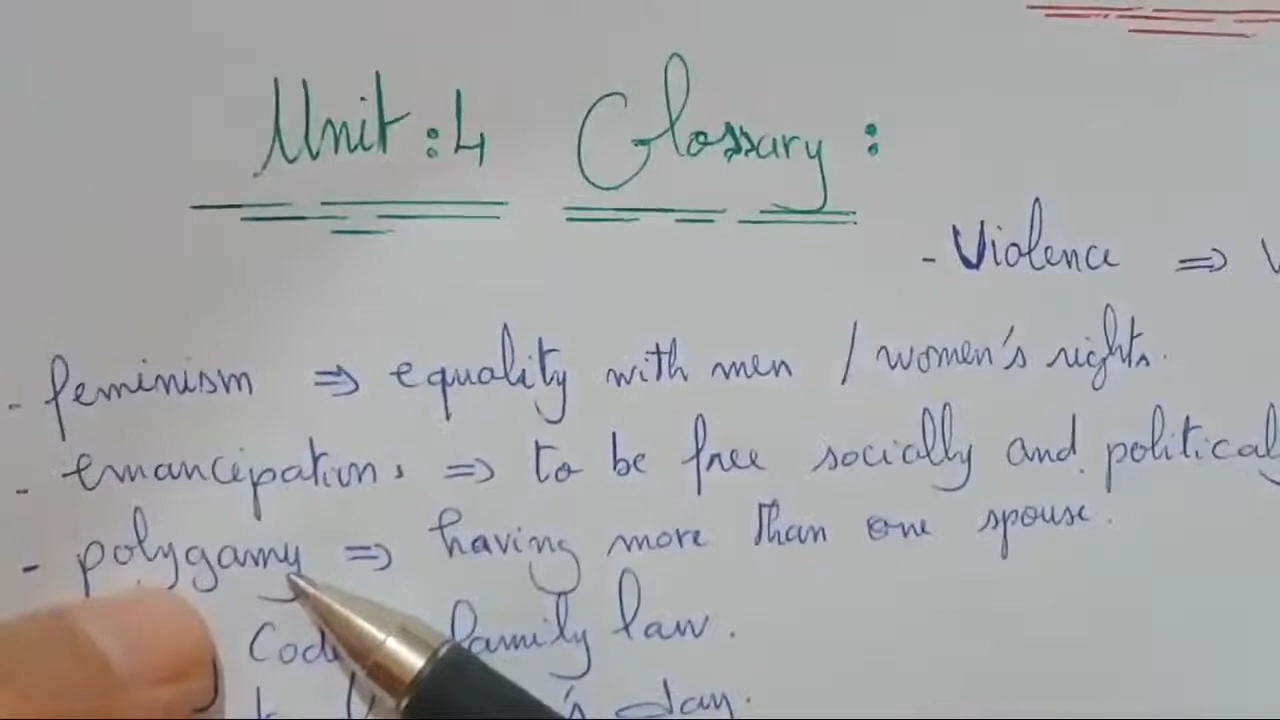 Unit : 4 Glossary :
- Violence ⇒
- feminism ⇒ equality with men / women's rights.
- emancipation, ⇒ to be free socially and political
- polygamy ⇒ having more than one spouse.
family law.
day.